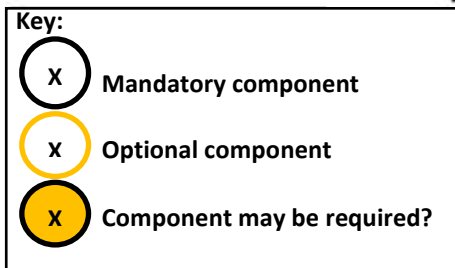 Key:
X Mandatory component
X Optional component
X Component may be required?